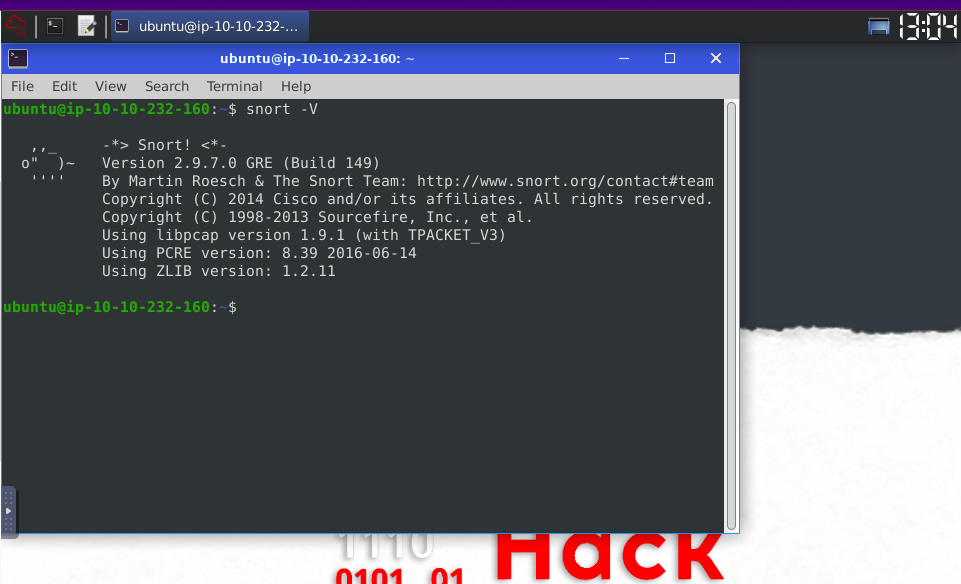 ubuntu@ip-10-10-232-... 13:04
ubuntu@ip-10-10-232-160: ~
File Edit View Search Terminal Help
ubuntu@ip-10-10-232-160:~$ snort -V
   ,,_     -*> Snort! <*-
  o"  )~   Version 2.9.7.0 GRE (Build 149)
   ''''    By Martin Roesch & The Snort Team: http://www.snort.org/contact#team
           Copyright (C) 2014 Cisco and/or its affiliates. All rights reserved.
           Copyright (C) 1998-2013 Sourcefire, Inc., et al.
           Using libpcap version 1.9.1 (with TPACKET_V3)
           Using PCRE version: 8.39 2016-06-14
           Using ZLIB version: 1.2.11
ubuntu@ip-10-10-232-160:~$
1110 Hack
0101 01